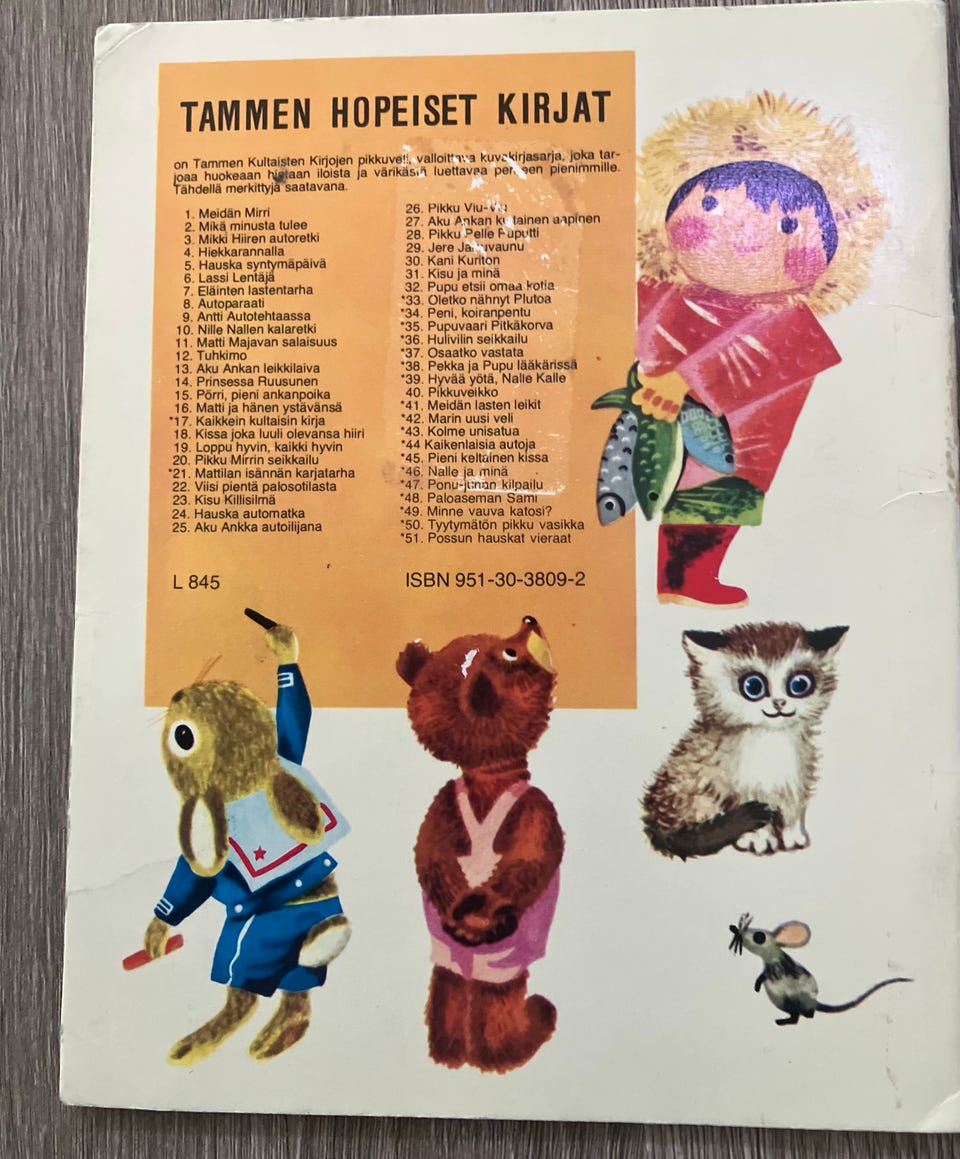 TAMMEN HOPEISET KIRJAT
on Tammen Kultaisten Kirjojen pikkuveli, valloittava kuvakirjasarja, joka tar-
joaa huokeaan hintaan iloista ja värikästä luettavaa perheen pienimmille.
Tähdellä merkittyjä saatavana.
1. Meidän Mirri
2. Mikä minusta tulee
3. Mikki Hiiren autoretki
4. Hiekkarannalla
5. Hauska syntymäpäivä
6. Lassi Lentäjä
7. Eläinten lastentarha
8. Autoparaati
9. Antti Autotehtaassa
10. Nille Nallen kalaretki
11. Matti Majavan salaisuus
12. Tuhkimo
13. Aku Ankan leikkilaiva
14. Prinsessa Ruusunen
15. Pörri, pieni ankanpoika
16. Matti ja hänen ystävänsä
*17. Kaikkein kultaisin kirja
18. Kissa joka luuli olevansa hiiri
19. Loppu hyvin, kaikki hyvin
20. Pikku Mirrin seikkailu
*21. Mattilan isännän karjatarha
22. Viisi pientä palosotilasta
23. Kisu Killisilmä
24. Hauska automatka
25. Aku Ankka autoilijana
26. Pikku Viu-Viu
27. Aku Ankan kultainen aapinen
28. Pikku Pelle Puputti
29. Jere Jarruvaunu
30. Kani Kuriton
31. Kisu ja minä
32. Pupu etsii omaa kotia
*33. Oletko nähnyt Plutoa
*34. Peni, koiranpentu
*35. Pupuvaari Pitkäkorva
*36. Hulivilin seikkailu
*37. Osaatko vastata
*38. Pekka ja Pupu lääkärissä
*39. Hyvää yötä, Nalle Kalle
40. Pikkuveikko
*41. Meidän lasten leikit
*42. Marin uusi veli
*43. Kolme unisatua
*44 Kaikenlaisia autoja
*45. Pieni keltainen kissa
*46. Nalle ja minä
*47. Ponu-junan kilpailu
*48. Paloaseman Sami
*49. Minne vauva katosi?
*50. Tyytymätön pikku vasikka
*51. Possun hauskat vieraat
L 845
ISBN 951-30-3809-2